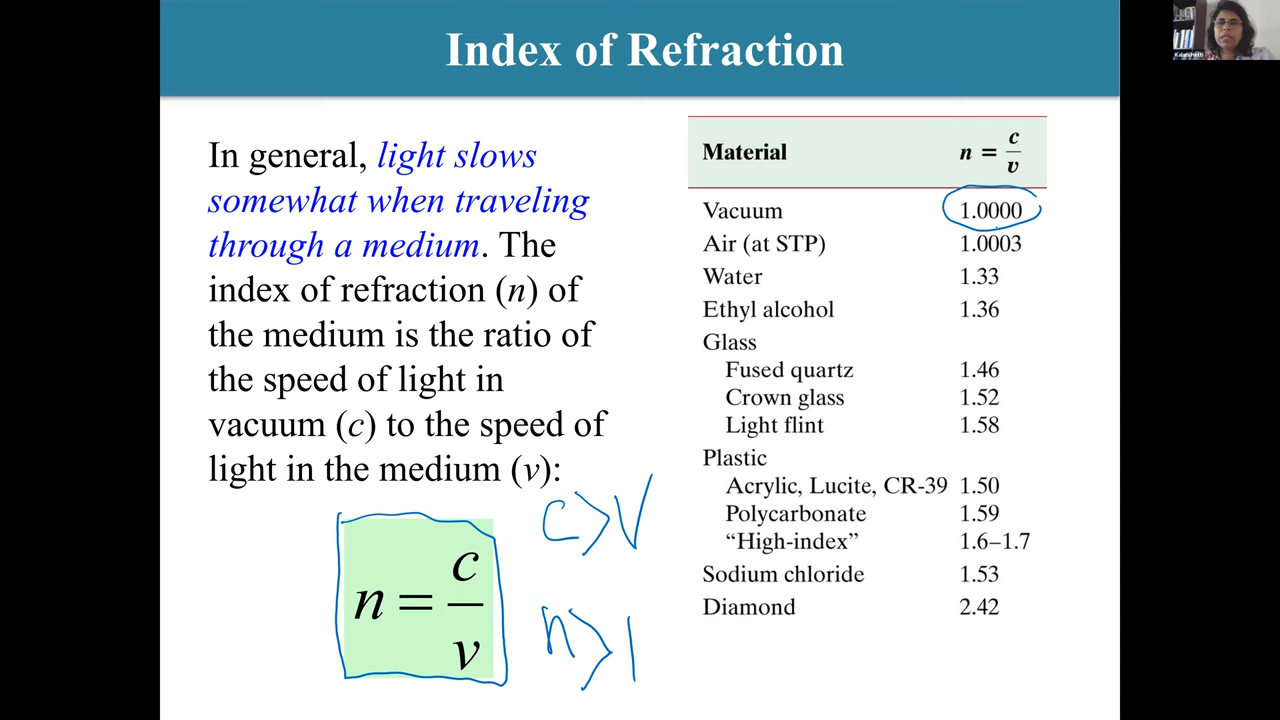 Index of Refraction
In general, light slows
somewhat when traveling
through a medium. The
index of refraction (n) of
the medium is the ratio of
the speed of light in
vacuum (c) to the speed of
light in the medium (v):
n = c/v
c > v
n > 1
Material n = c/v
Vacuum 1.0000
Air (at STP) 1.0003
Water 1.33
Ethyl alcohol 1.36
Glass
Fused quartz 1.46
Crown glass 1.52
Light flint 1.58
Plastic
Acrylic, Lucite, CR-39 1.50
Polycarbonate 1.59
“High-index” 1.6–1.7
Sodium chloride 1.53
Diamond 2.42